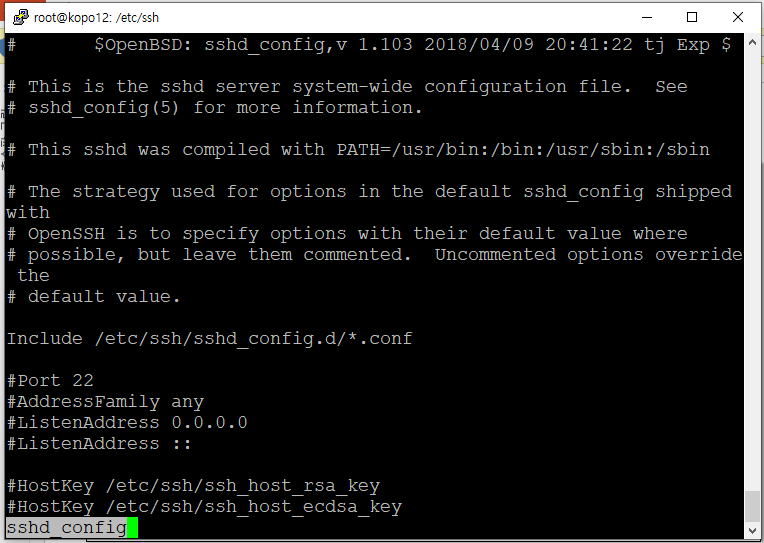 root@kopo12: /etc/ssh
#       $OpenBSD: sshd_config,v 1.103 2018/04/09 20:41:22 tj Exp $
# This is the sshd server system-wide configuration file.  See
# sshd_config(5) for more information.
# This sshd was compiled with PATH=/usr/bin:/bin:/usr/sbin:/sbin
# The strategy used for options in the default sshd_config shipped
with
# OpenSSH is to specify options with their default value where
# possible, but leave them commented.  Uncommented options override
 the
# default value.
Include /etc/ssh/sshd_config.d/*.conf
#Port 22
#AddressFamily any
#ListenAddress 0.0.0.0
#ListenAddress ::
#HostKey /etc/ssh/ssh_host_rsa_key
#HostKey /etc/ssh/ssh_host_ecdsa_key
sshd_config